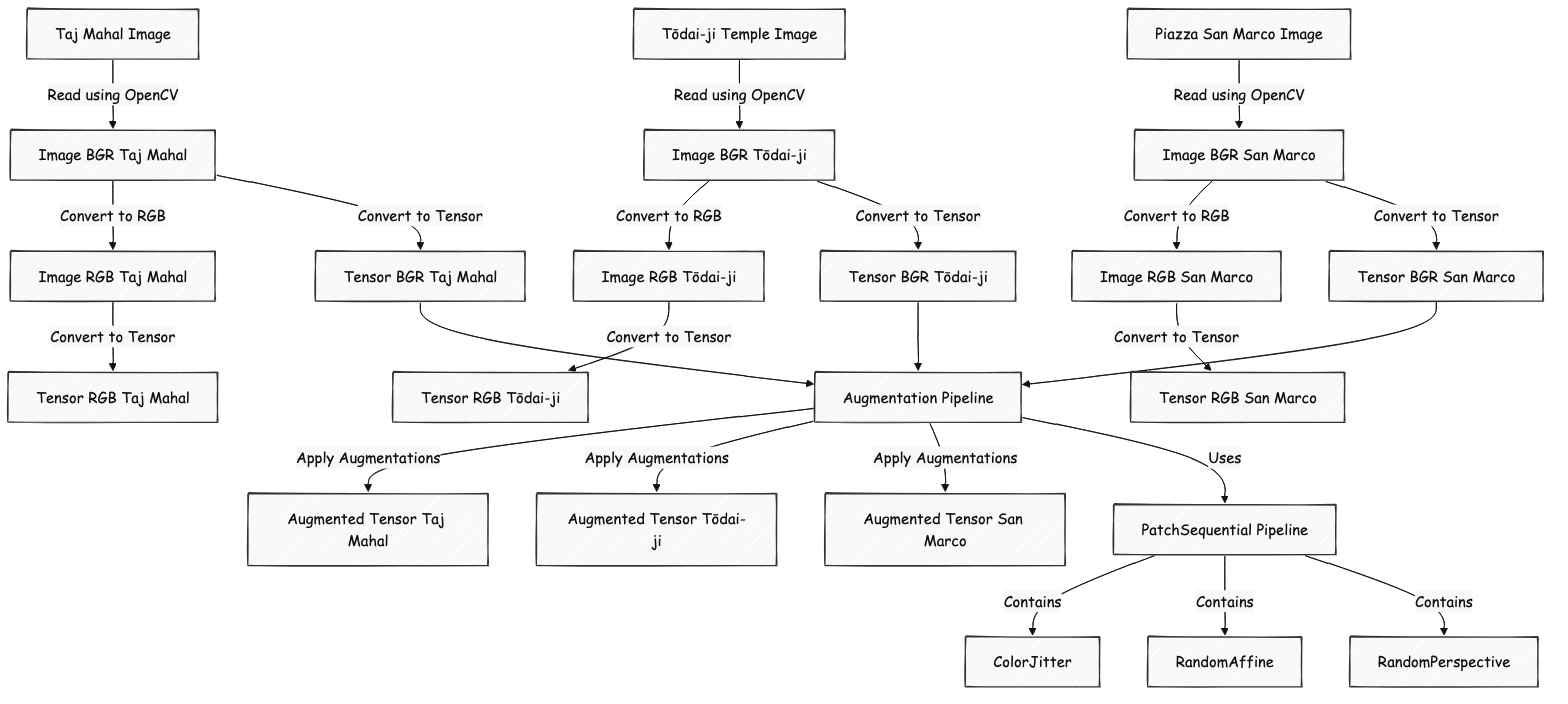 Taj Mahal Image
Tōdai-ji Temple Image
Piazza San Marco Image
Read using OpenCV
Read using OpenCV
Read using OpenCV
Image BGR Taj Mahal
Image BGR Tōdai-ji
Image BGR San Marco
Convert to RGB
Convert to Tensor
Convert to RGB
Convert to Tensor
Convert to RGB
Convert to Tensor
Image RGB Taj Mahal
Tensor BGR Taj Mahal
Image RGB Tōdai-ji
Tensor BGR Tōdai-ji
Image RGB San Marco
Tensor BGR San Marco
Convert to Tensor
Convert to Tensor
Convert to Tensor
Tensor RGB Taj Mahal
Tensor RGB Tōdai-ji
Augmentation Pipeline
Tensor RGB San Marco
Apply Augmentations
Apply Augmentations
Apply Augmentations
Uses
Augmented Tensor Taj
Mahal
Augmented Tensor Tōdai-
ji
Augmented Tensor San
Marco
PatchSequential Pipeline
Contains
Contains
Contains
ColorJitter
RandomAffine
RandomPerspective